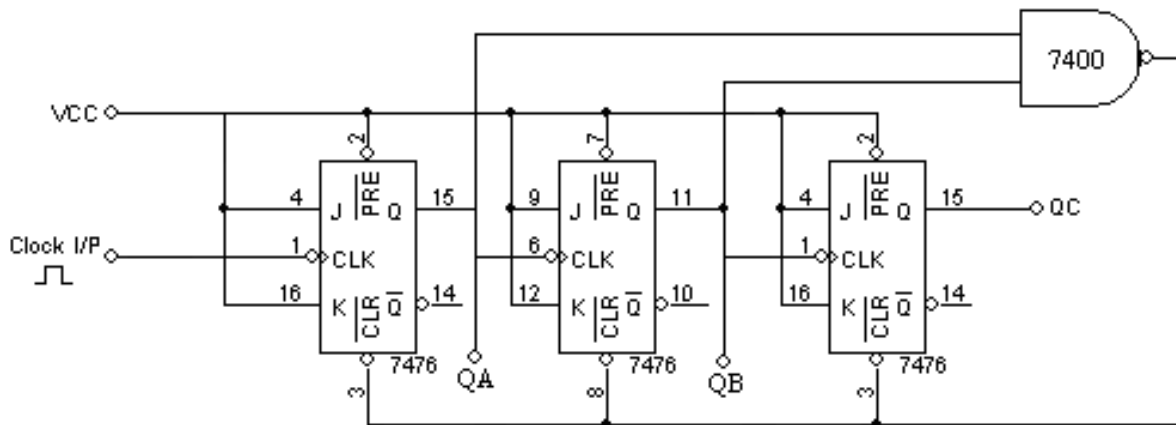 7400
VCC
2 7 2
4 J PRE Q 15 9 J PRE Q 11 4 J PRE Q 15 QC
Clock I/P 1 CLK 6 CLK 1 CLK
16 K CLR Q 14 12 K CLR Q 10 16 K CLR Q 14
3 7476 QA 8 7476 QB 3 7476